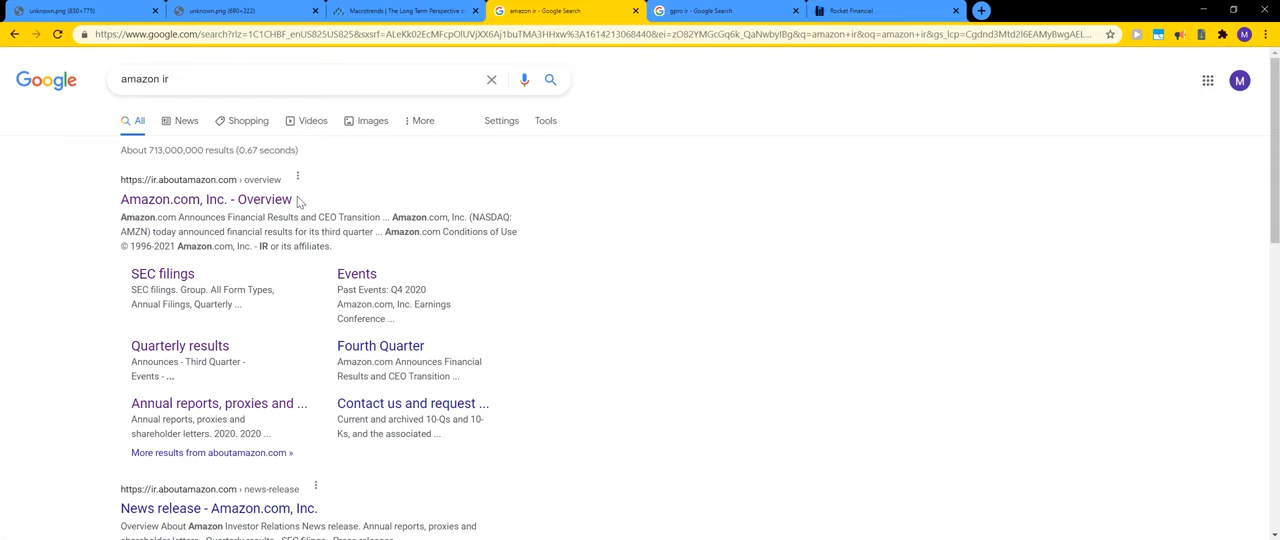 unknown.png (830×775)
unknown.png (690×222)
Macrotrends | The Long Term Perspective
amazon ir - Google Search
gpro ir - Google Search
Rocket Financial
Google
amazon ir
M
All
News
Shopping
Videos
Images
More
Settings
Tools
About 713,000,000 results (0.67 seconds)
https://ir.aboutamazon.com › overview
Amazon.com, Inc. - Overview
Amazon.com Announces Financial Results and CEO Transition ... Amazon.com, Inc. (NASDAQ:
AMZN) today announced financial results for its third quarter ... Amazon.com Conditions of Use
© 1996-2021 Amazon.com, Inc. - IR or its affiliates.
SEC filings
SEC filings. Group. All Form Types,
Annual Filings, Quarterly ...
Events
Past Events: Q4 2020
Amazon.com, Inc. Earnings
Conference ...
Quarterly results
Announces - Third Quarter -
Events - ...
Fourth Quarter
Amazon.com Announces Financial
Results and CEO Transition ...
Annual reports, proxies and ...
Annual reports, proxies and
shareholder letters. 2020. 2020 ...
Contact us and request ...
Current and archived 10-Qs and 10-
Ks, and the associated ...
More results from aboutamazon.com »
https://ir.aboutamazon.com › news-release
News release - Amazon.com, Inc.
Overview About Amazon Investor Relations News release. Annual reports, proxies and